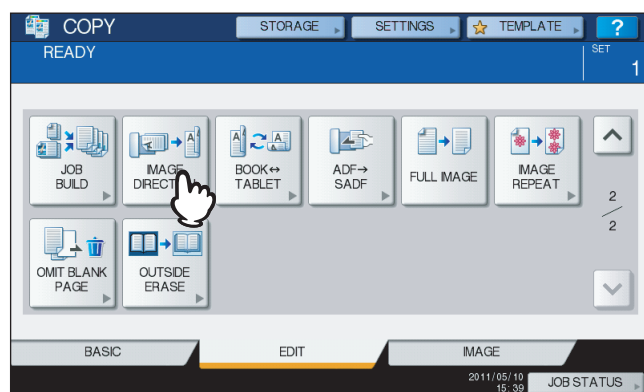 COPY
STORAGE
SETTINGS
TEMPLATE
?
READY
SET
1
JOB
BUILD
IMAGE
BOOK↔
TABLET
ADF→
SADF
FULL IMAGE
IMAGE
REPEAT
2
2
OMIT BLANK
PAGE
OUTSIDE
ERASE
BASIC
EDIT
IMAGE
2011/05/10
15:39
JOB STATUS